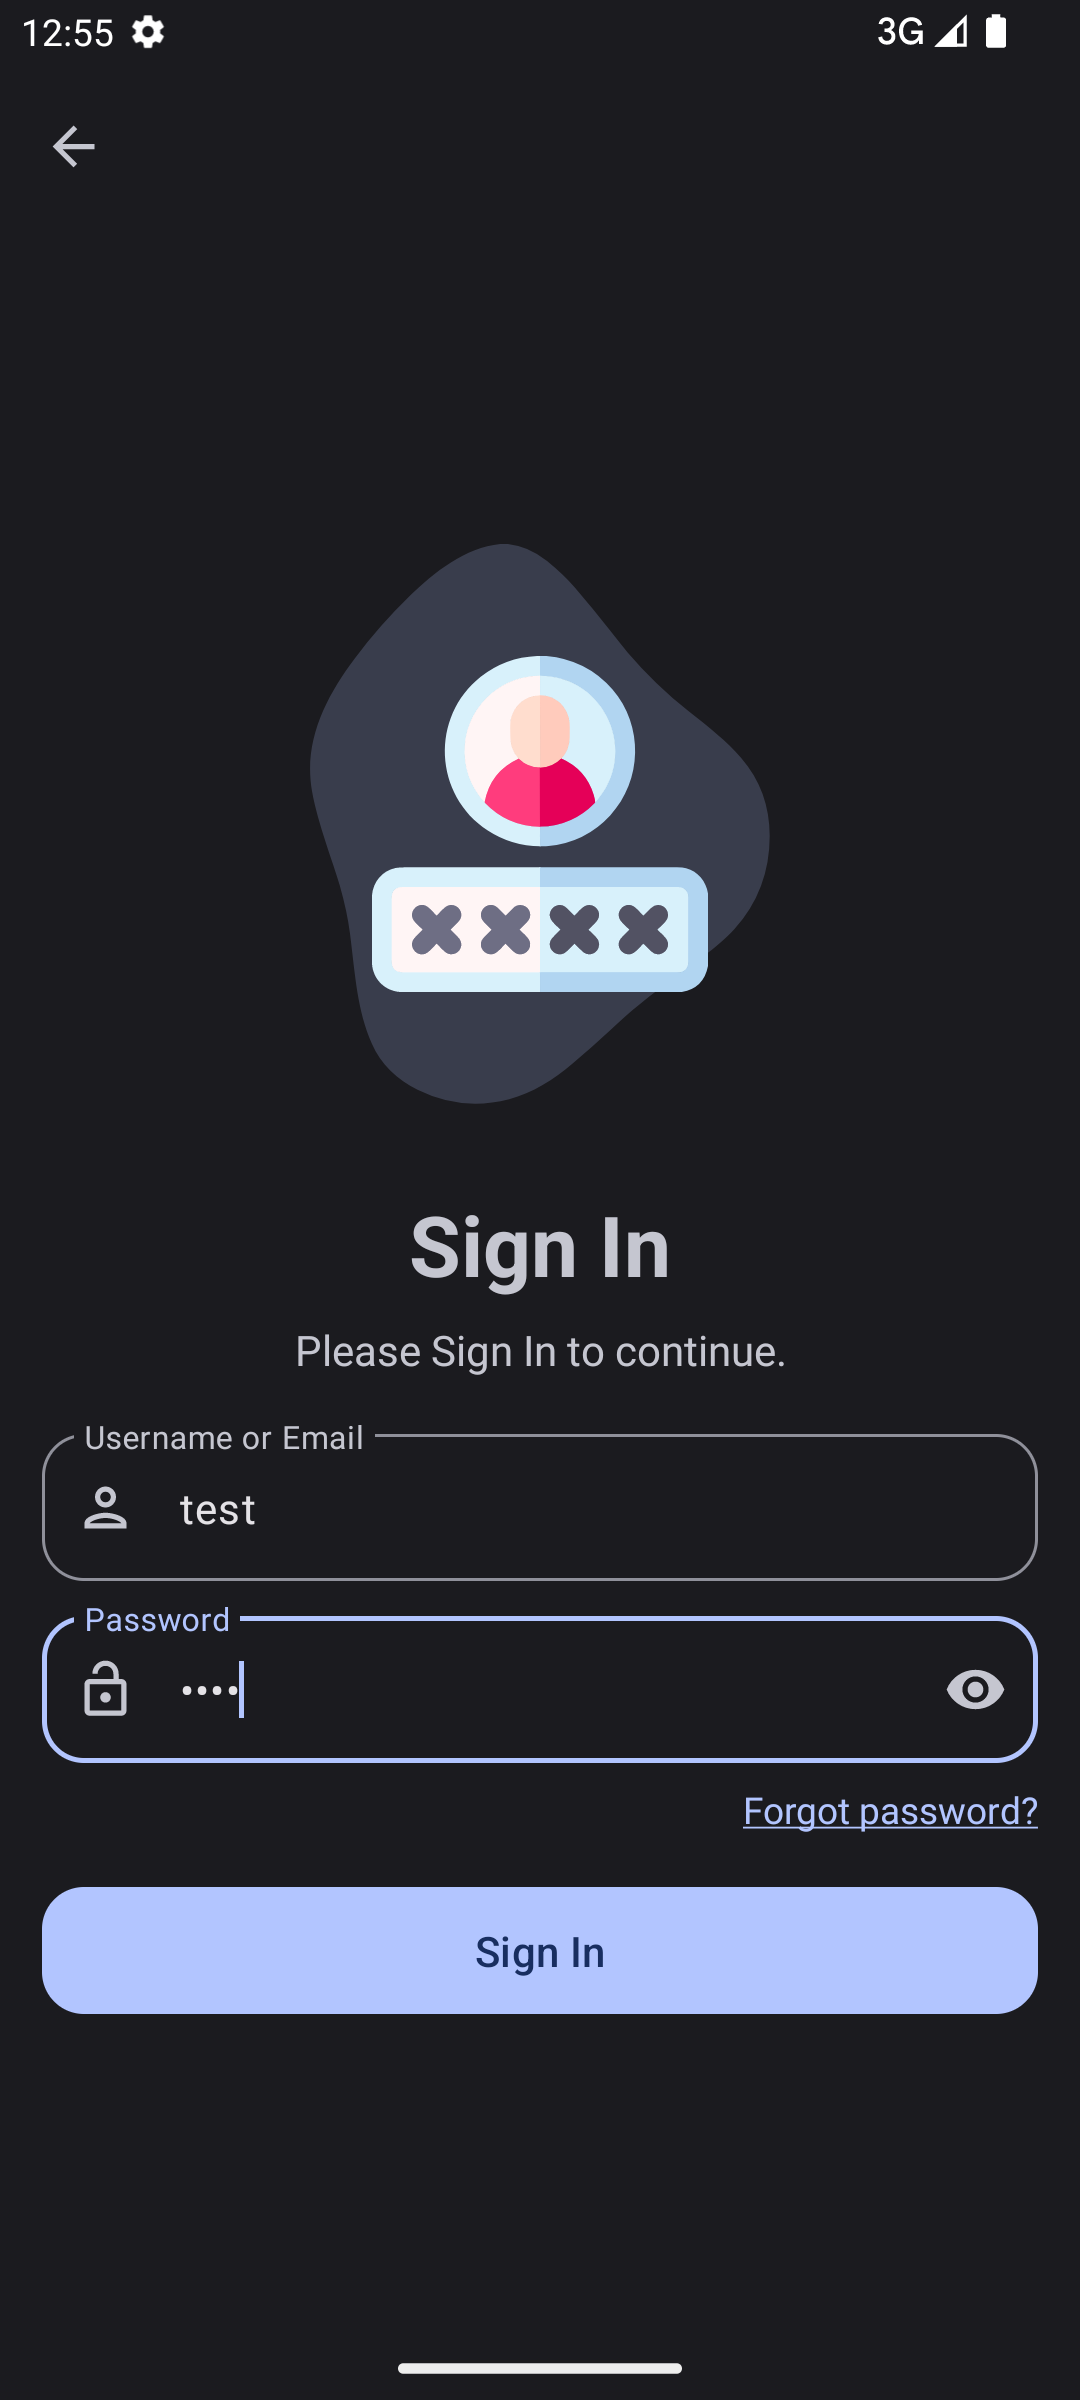 12:55 3G
Sign In
Please Sign In to continue.
Username or Email
test
Password
••••
Forgot password?
Sign In